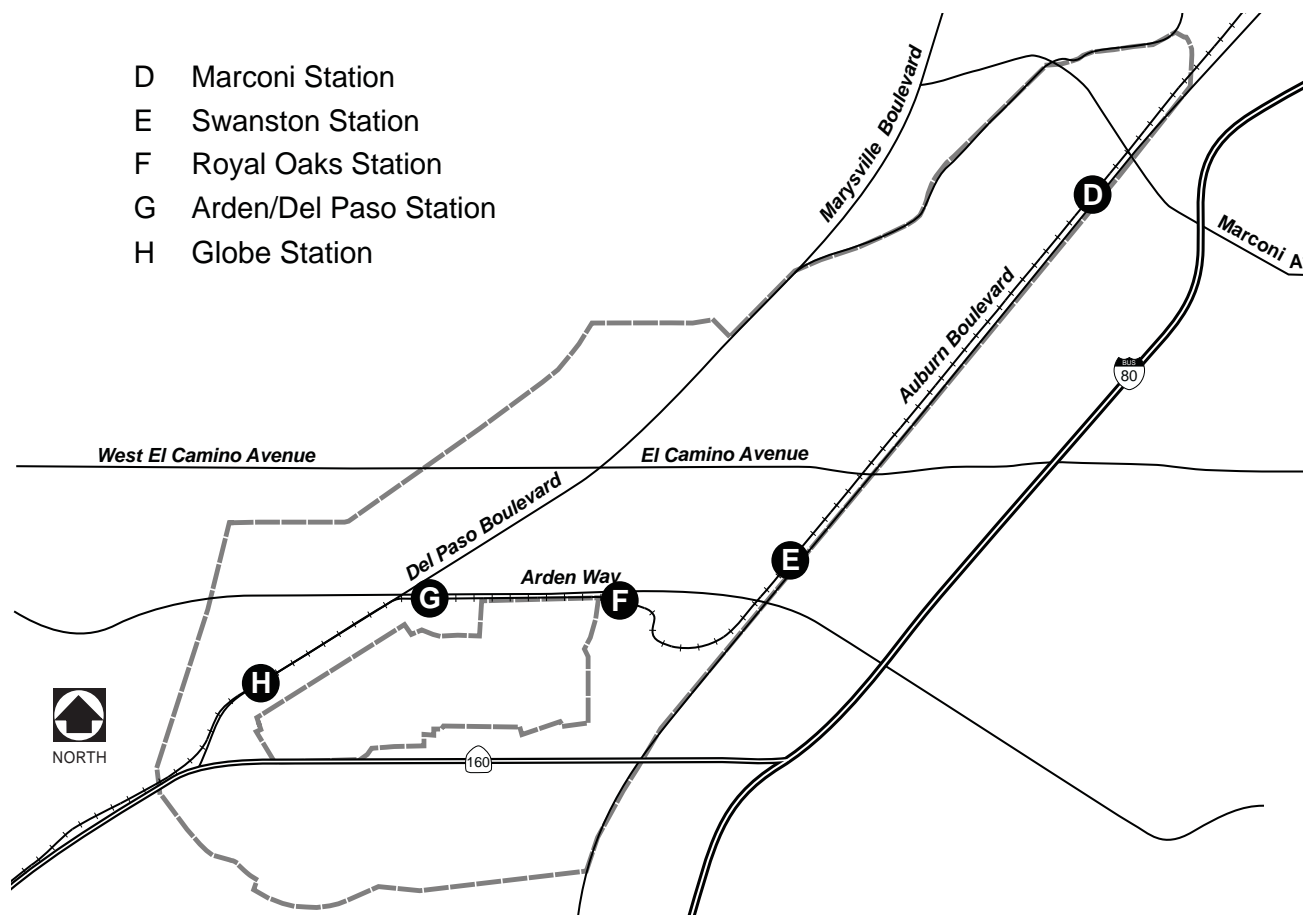 D Marconi Station
E Swanston Station
F Royal Oaks Station
G Arden/Del Paso Station
H Globe Station
Marysville Boulevard
D
Marconi A
Auburn Boulevard
BUS
80
West El Camino Avenue
El Camino Avenue
Del Paso Boulevard
E
Arden Way
G
F
H
NORTH
160